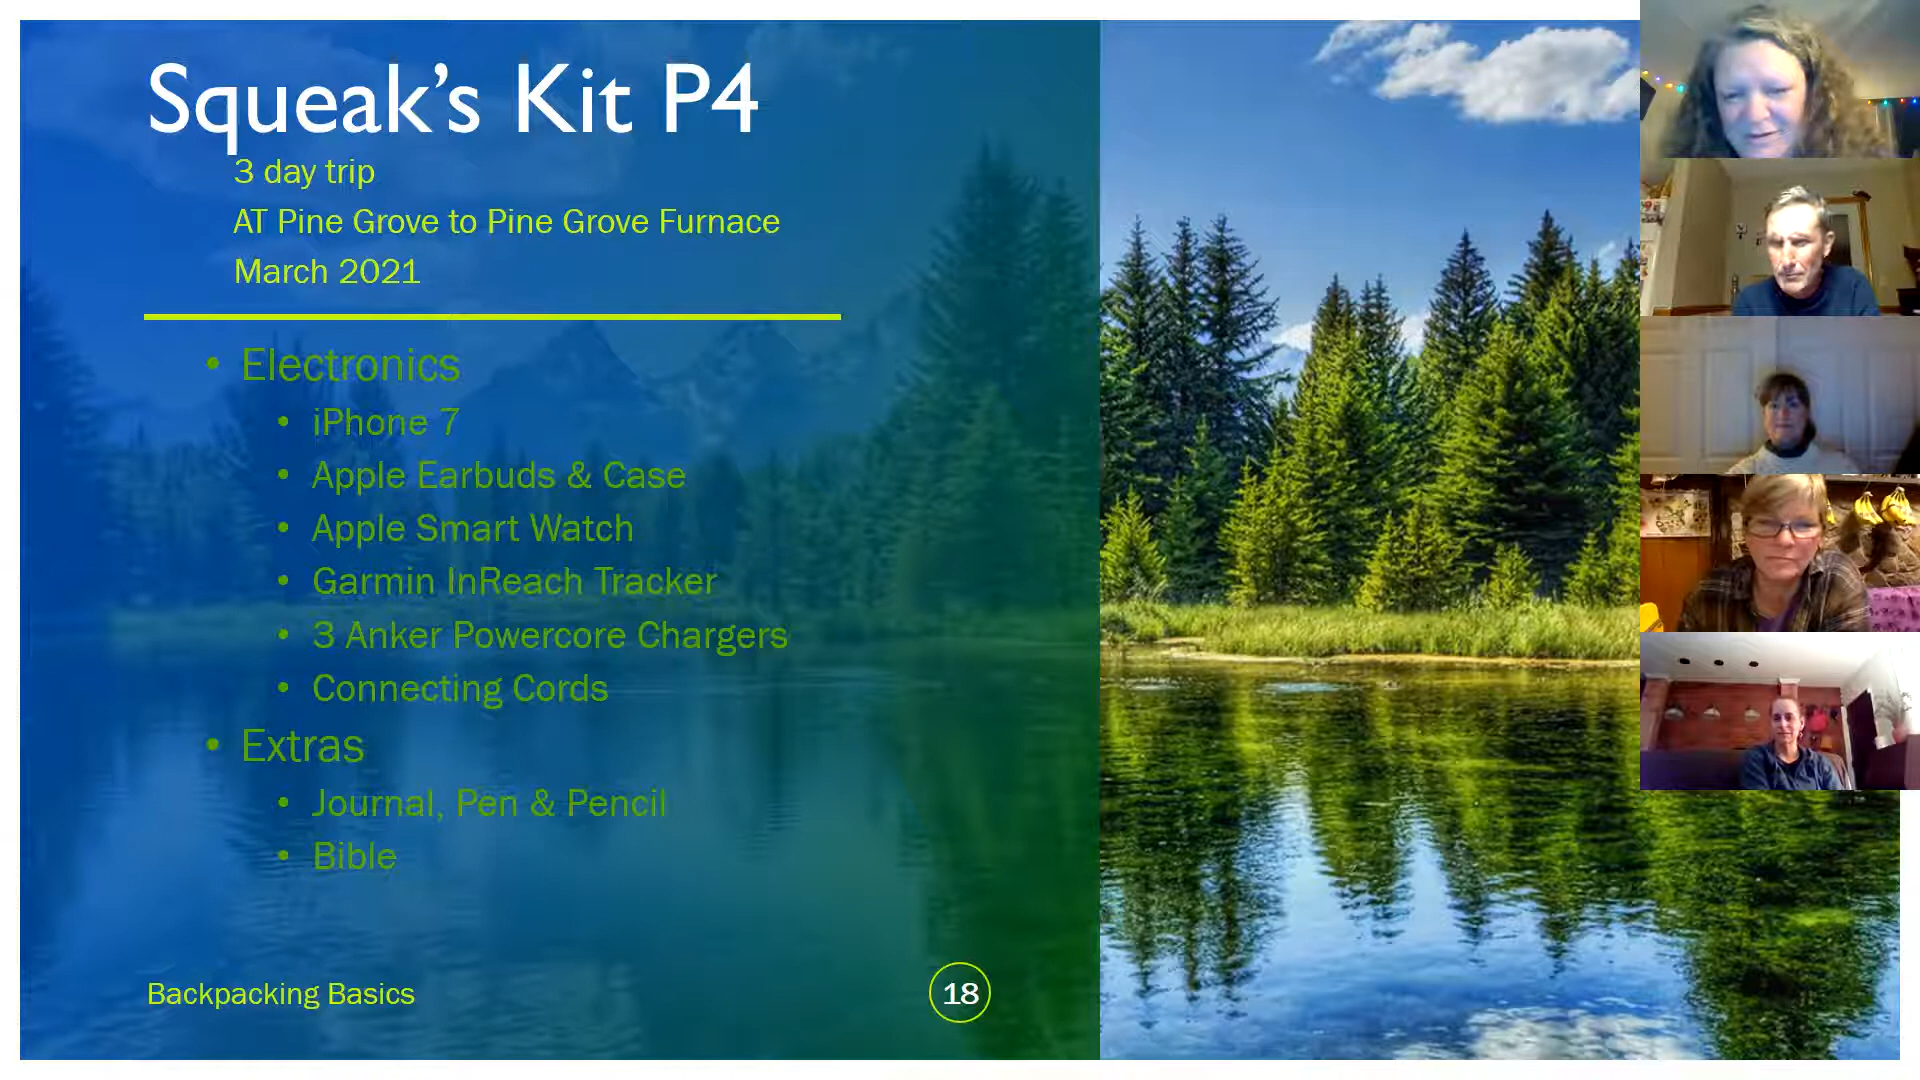 Squeak’s Kit P4
3 day trip
AT Pine Grove to Pine Grove Furnace
March 2021
• Electronics
• iPhone 7
• Apple Earbuds & Case
• Apple Smart Watch
• Garmin InReach Tracker
• 3 Anker Powercore Chargers
• Connecting Cords
• Extras
• Journal, Pen & Pencil
• Bible
Backpacking Basics
18